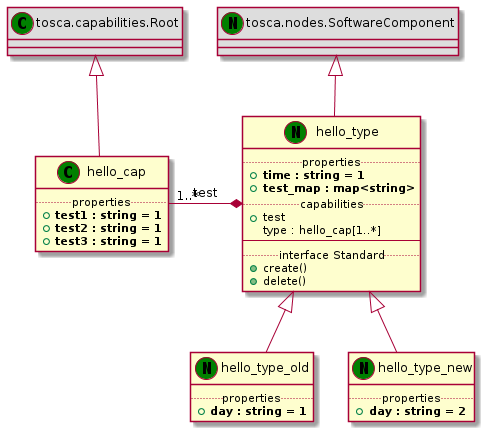 C tosca.capabilities.Root
N tosca.nodes.SoftwareComponent
N hello_type
properties
time : string = 1
test_map : map<string>
capabilities
test
type : hello_cap[1..*]
interface Standard
create()
delete()
C hello_cap
properties
test1 : string = 1
test2 : string = 1
test3 : string = 1
1..*
test
N hello_type_old
properties
day : string = 1
N hello_type_new
properties
day : string = 2